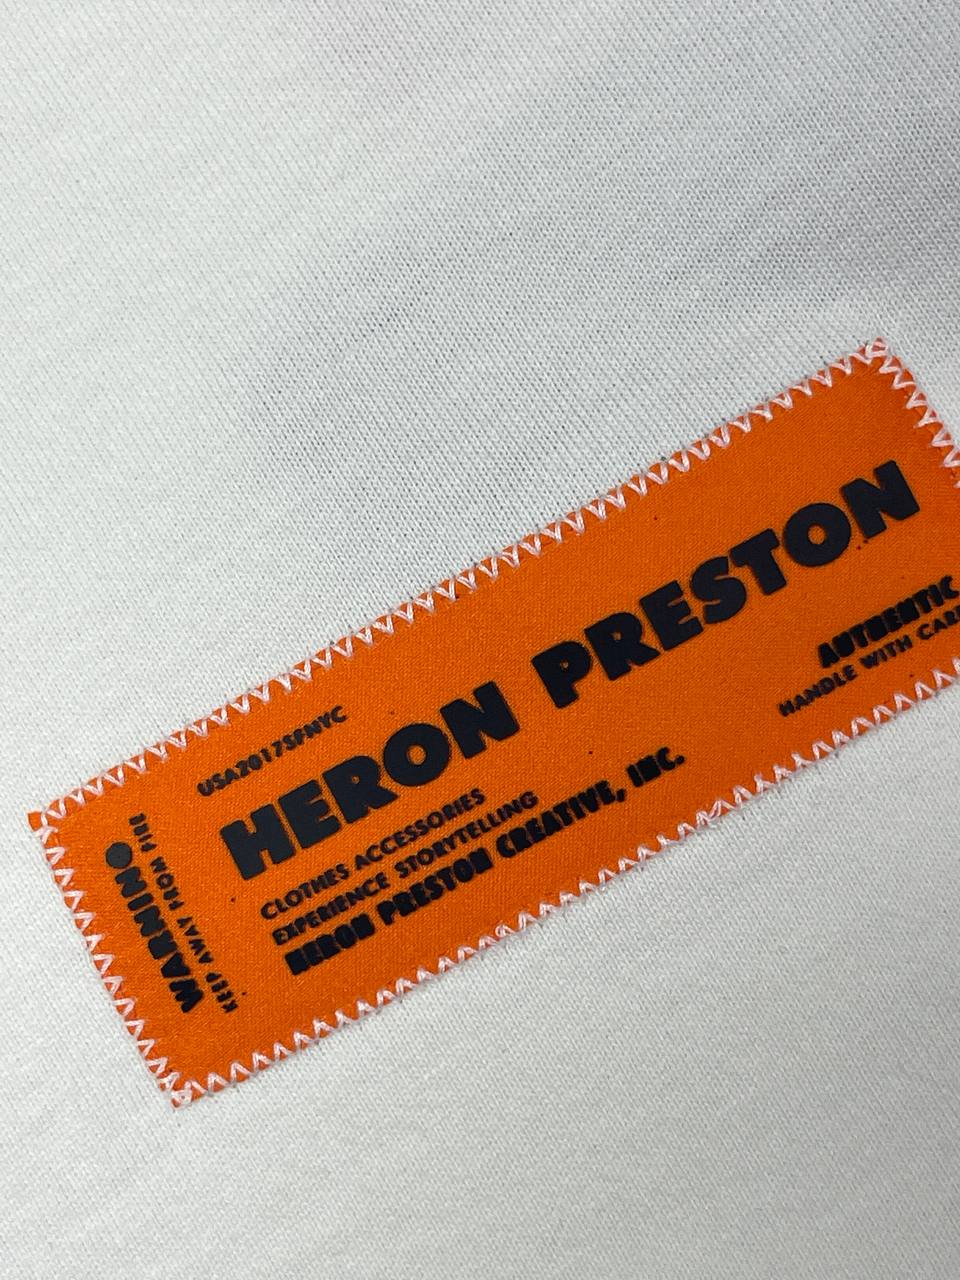 USA2017SFNYC
HERON PRESTON
CLOTHES ACCESSORIES
EXPERIENCE STORYTELLING
HERON PRESTON CREATIVE, INC.
AUTHENTIC
HANDLE WITH CARE
WARNING
KEEP AWAY FROM FIRE